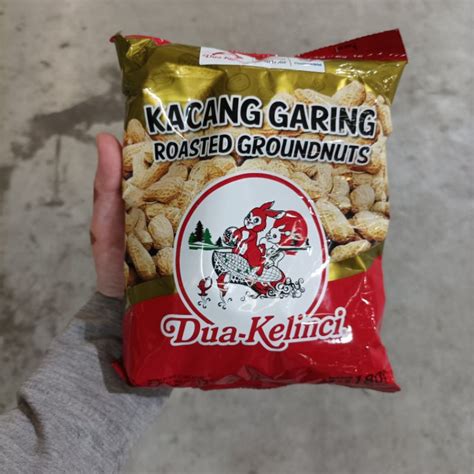 KACANG GARING
ROASTED GROUNDNUTS
Dua-Kelinci